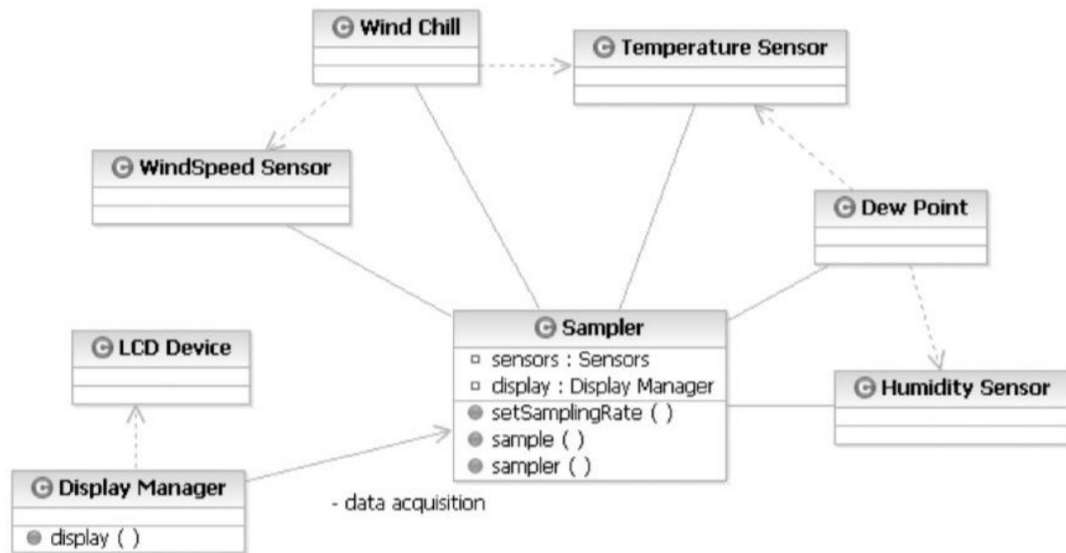 Wind Chill
Temperature Sensor
WindSpeed Sensor
Dew Point
Sampler
sensors : Sensors
display : Display Manager
setSamplingRate ( )
sample ( )
sampler ( )
LCD Device
Humidity Sensor
Display Manager
display ( )
- data acquisition